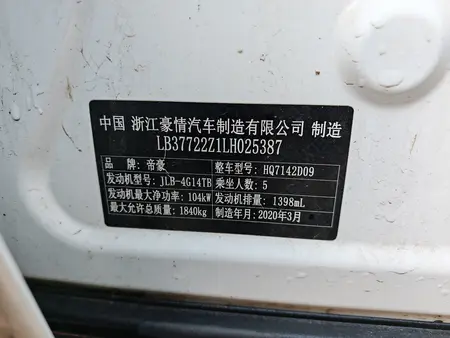 中国 浙江豪情汽车制造有限公司 制造
LB37722Z1LH025387
品牌：帝豪 整车型号：HQ7142D09
发动机型号：JLB-4G14TB 乘坐人数：5
发动机最大净功率：104kW 发动机排量：1398mL
最大允许总质量：1840kg 制造年月：2020年3月